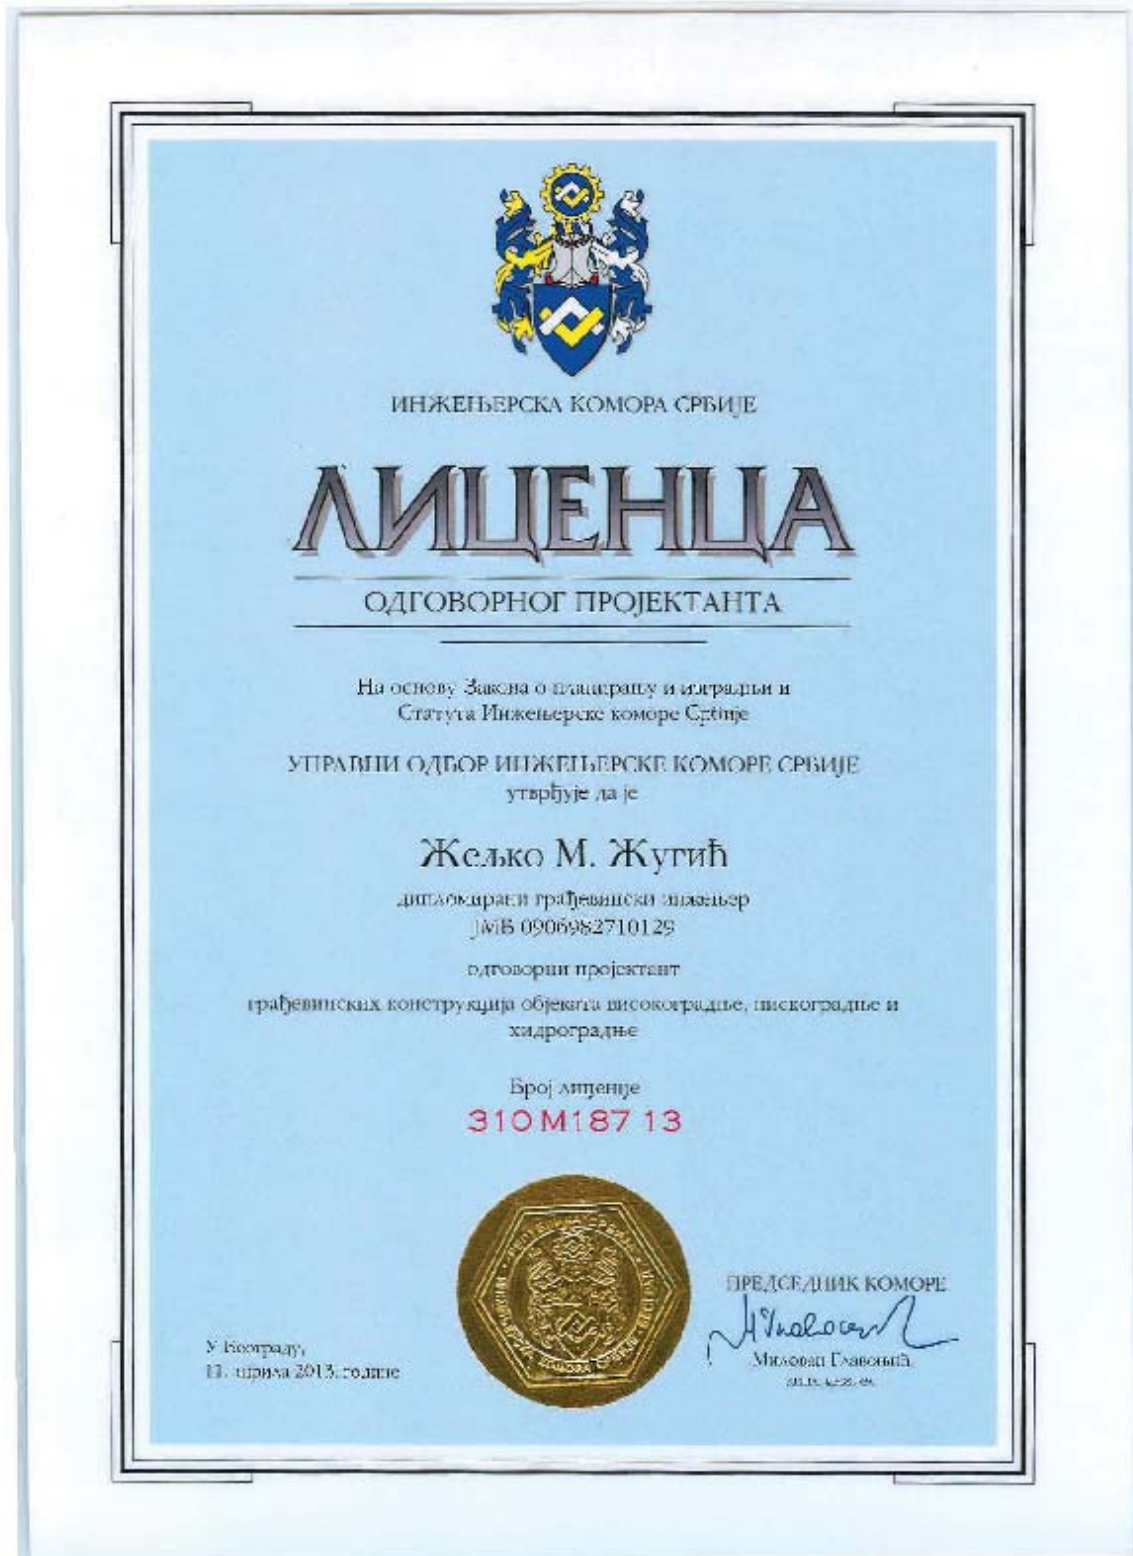 ИНЖЕЊЕРСКА КОМОРА СРБИЈЕ
ЛИЦЕНЦА
ОДГОВОРНОГ ПРОЈЕКТАНТА
На основу Закона о планирању и изградњи и
Статута Инжењерске коморе Србије
УПРАВНИ ОДБОР ИНЖЕЊЕРСКЕ КОМОРЕ СРБИЈЕ
утврђује да је
Жељко М. Жугић
дипломирани грађевински инжењер
ЈМБ 0906982710129
одговорни пројектант
грађевинских конструкција објеката високоградње, нискоградње и
хидроградње
Број лиценце
310 M187 13
ПРЕДСЕДНИК КОМОРЕ
Милован Главоњић
У Београду,
априла 2013. године